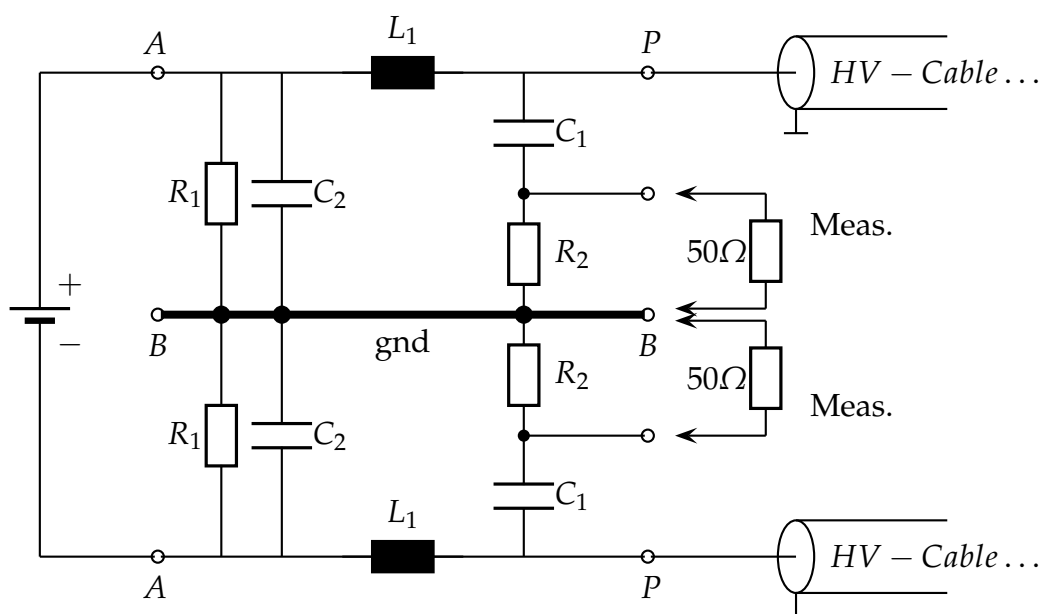 L₁
A
P
HV − Cable . . .
C₁
R₁
C₂
Meas.
50Ω
R₂
+
−
B
gnd
B
R₂
50Ω
Meas.
R₁
C₂
C₁
L₁
HV − Cable . . .
A
P